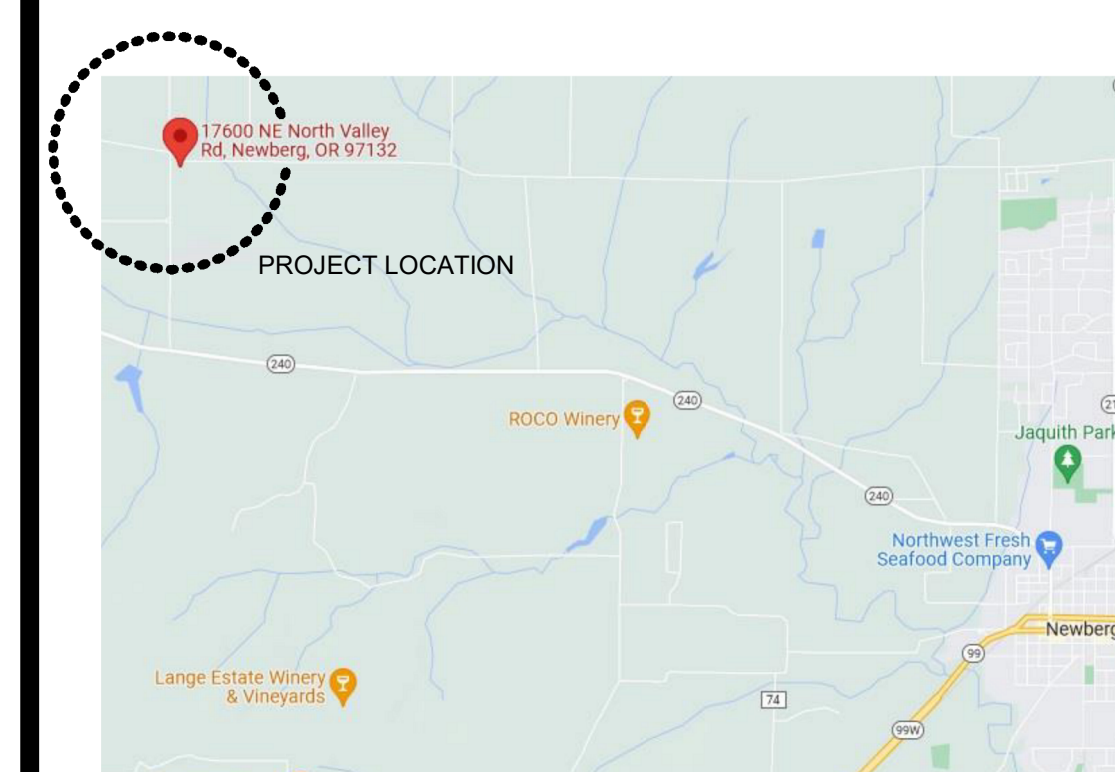 17600 NE North Valley
Rd, Newberg, OR 97132
PROJECT LOCATION
240
240
ROCO Winery
21
Jaquith Park
240
Northwest Fresh
Seafood Company
Newberg
99
Lange Estate Winery
& Vineyards
74
99W